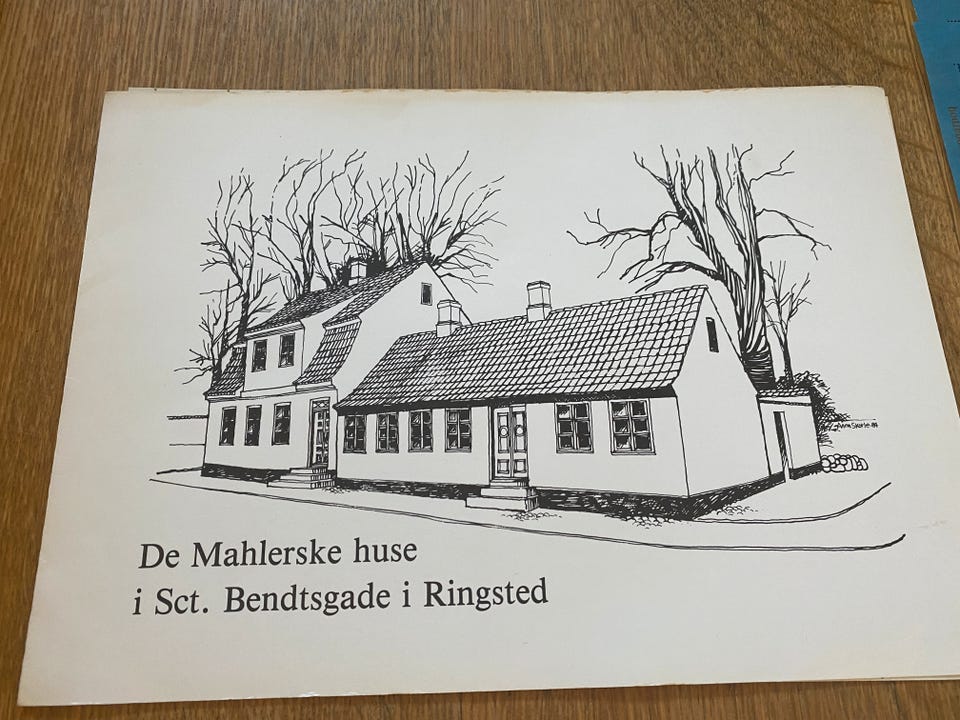 De Mahlerske huse
i Sct. Bendtsgade i Ringsted